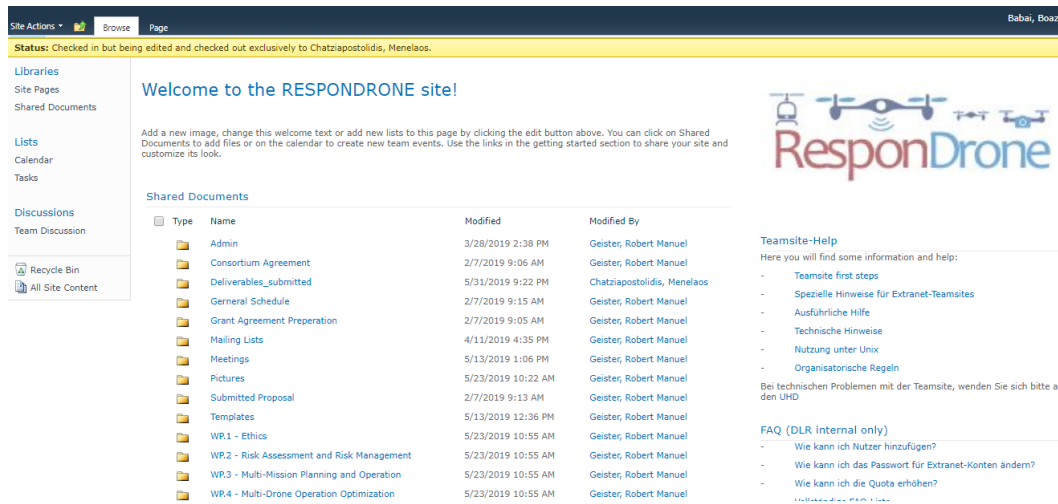 Site Actions
Browse
Page
Babai, Boaz
Status: Checked in but being edited and checked out exclusively to Chatziapostolidis, Menelaos.
Libraries
Site Pages
Shared Documents
Lists
Calendar
Tasks
Discussions
Team Discussion
Recycle Bin
All Site Content
Welcome to the RESPONDRONE site!
Add a new image, change this welcome text or add new lists to this page by clicking the edit button above. You can click on Shared
Documents to add files or on the calendar to create new team events. Use the links in the getting started section to share your site and
customize its look.
Shared Documents
Type Name Modified Modified By
Admin 3/28/2019 2:38 PM Geister, Robert Manuel
Consortium Agreement 2/7/2019 9:06 AM Geister, Robert Manuel
Deliverables_submitted 5/31/2019 9:22 PM Chatziapostolidis, Menelaos
Gerneral Schedule 2/7/2019 9:15 AM Geister, Robert Manuel
Grant Agreement Preperation 2/7/2019 9:05 AM Geister, Robert Manuel
Mailing Lists 4/11/2019 4:35 PM Geister, Robert Manuel
Meetings 5/13/2019 1:06 PM Geister, Robert Manuel
Pictures 5/23/2019 10:22 AM Geister, Robert Manuel
Submitted Proposal 2/7/2019 9:13 AM Geister, Robert Manuel
Templates 5/13/2019 12:36 PM Geister, Robert Manuel
WP.1 - Ethics 5/23/2019 10:55 AM Geister, Robert Manuel
WP.2 - Risk Assessment and Risk Management 5/23/2019 10:55 AM Geister, Robert Manuel
WP.3 - Multi-Mission Planning and Operation 5/23/2019 10:55 AM Geister, Robert Manuel
WP.4 - Multi-Drone Operation Optimization 5/23/2019 10:55 AM Geister, Robert Manuel
ResponDrone
Teamsite-Help
Here you will find some information and help:
- Teamsite first steps
- Spezielle Hinweise für Extranet-Teamsites
- Ausführliche Hilfe
- Technische Hinweise
- Nutzung unter Unix
- Organisatorische Regeln
Bei technischen Problemen mit der Teamsite, wenden Sie sich bitte a
den UHD
FAQ (DLR internal only)
- Wie kann ich Nutzer hinzufügen?
- Wie kann ich das Passwort für Extranet-Konten ändern?
- Wie kann ich die Quota erhöhen?